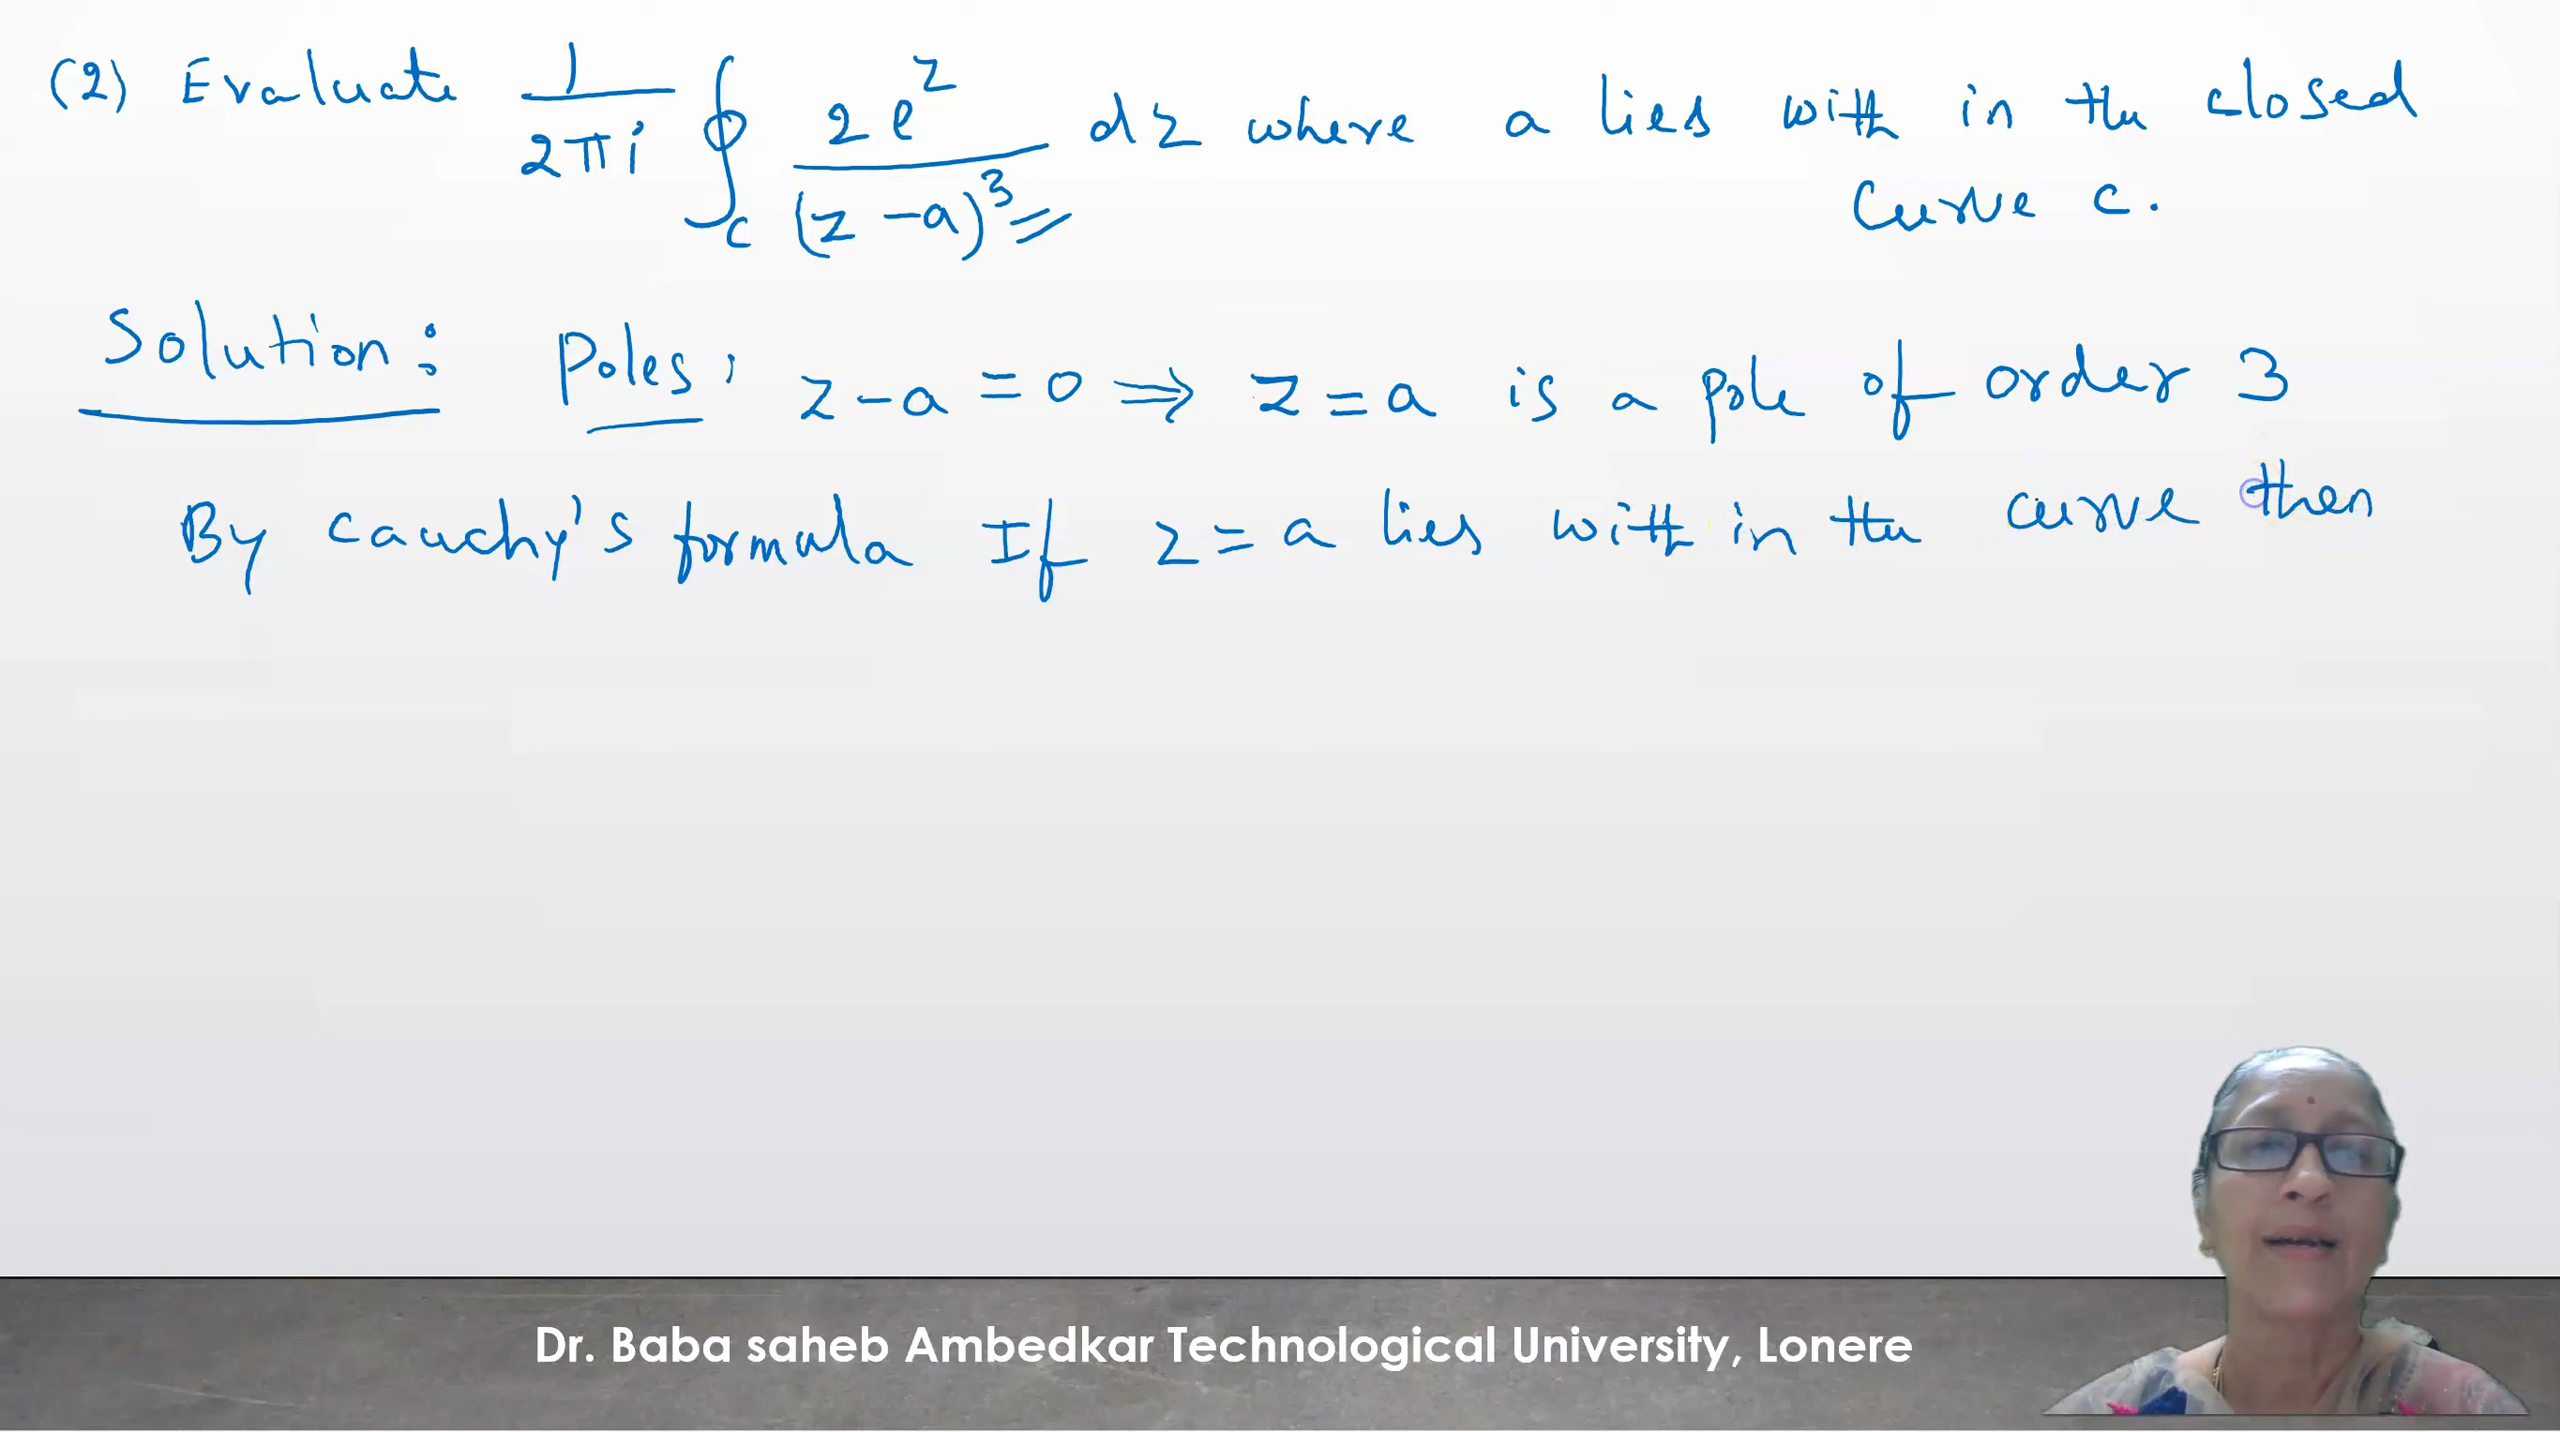 (2) Evaluate 1/2πi ∮_C 2e^z/(z-a)^3 dz where a lies with in the closed
Curve C.
Solution: Poles: z-a=0 ⇒ z=a is a pole of order 3
By Cauchy's formula If z=a lies with in the curve then
Dr. Baba saheb Ambedkar Technological University, Lonere